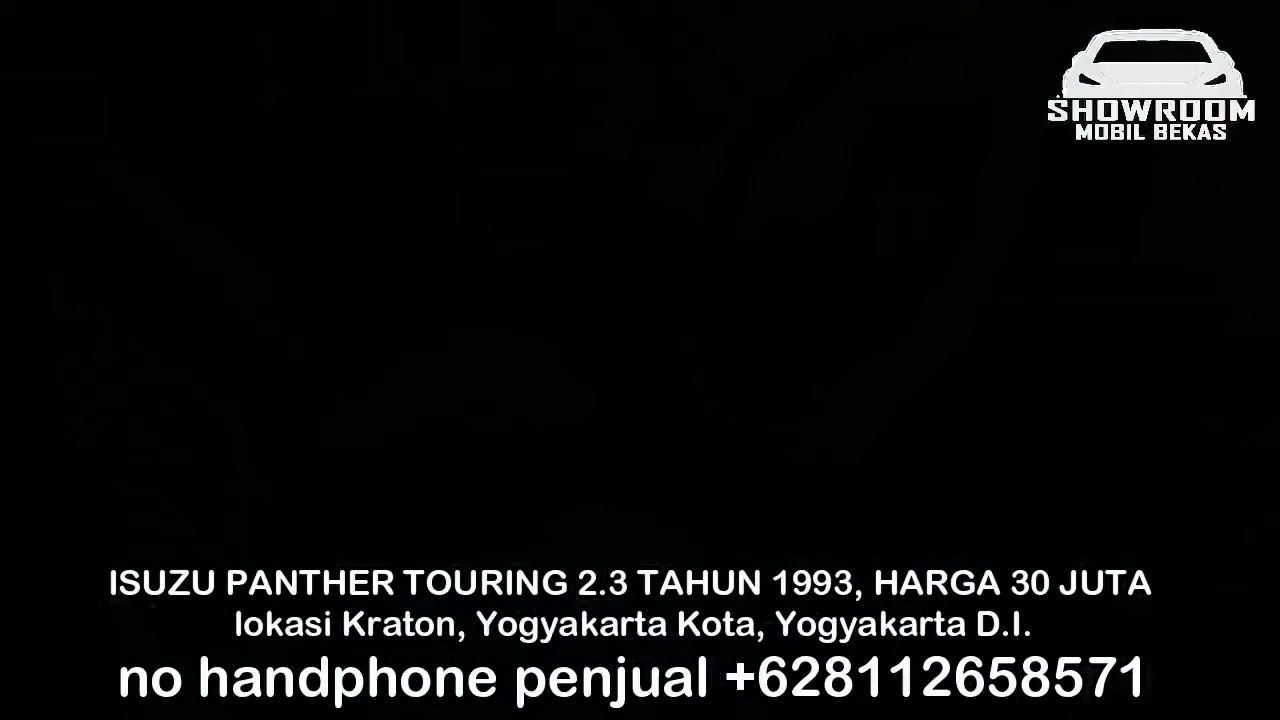 SHOWROOM
MOBIL BEKAS
ISUZU PANTHER TOURING 2.3 TAHUN 1993, HARGA 30 JUTA
lokasi Kraton, Yogyakarta Kota, Yogyakarta D.I.
no handphone penjual +628112658571